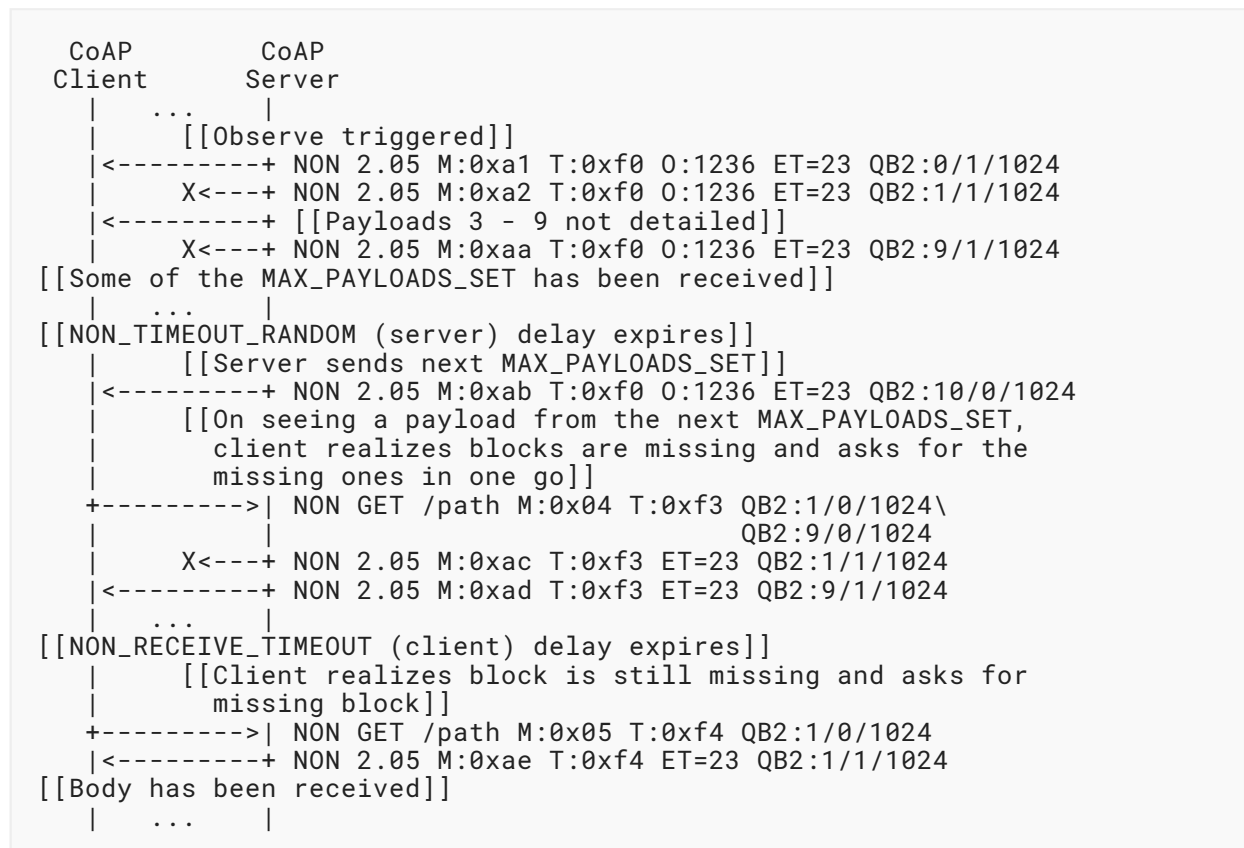 CoAP        CoAP
 Client      Server
   |   ...     |
   |     [[Observe triggered]]
   |<---------+ NON 2.05 M:0xa1 T:0xf0 O:1236 ET=23 QB2:0/1/1024
   |     X<---+ NON 2.05 M:0xa2 T:0xf0 O:1236 ET=23 QB2:1/1/1024
   |<---------+ [[Payloads 3 - 9 not detailed]]
   |     X<---+ NON 2.05 M:0xaa T:0xf0 O:1236 ET=23 QB2:9/1/1024
[[Some of the MAX_PAYLOADS_SET has been received]]
   |   ...     |
[[NON_TIMEOUT_RANDOM (server) delay expires]]
   |     [[Server sends next MAX_PAYLOADS_SET]]
   |<---------+ NON 2.05 M:0xab T:0xf0 O:1236 ET=23 QB2:10/0/1024
   |     [[On seeing a payload from the next MAX_PAYLOADS_SET,
   |       client realizes blocks are missing and asks for the
   |       missing ones in one go]]
   +--------->| NON GET /path M:0x04 T:0xf3 QB2:1/0/1024\
   |          |                             QB2:9/0/1024
   |     X<---+ NON 2.05 M:0xac T:0xf3 ET=23 QB2:1/1/1024
   |<---------+ NON 2.05 M:0xad T:0xf3 ET=23 QB2:9/1/1024
   |   ...     |
[[NON_RECEIVE_TIMEOUT (client) delay expires]]
   |     [[Client realizes block is still missing and asks for
   |       missing block]]
   +--------->| NON GET /path M:0x05 T:0xf4 QB2:1/0/1024
   |<---------+ NON 2.05 M:0xae T:0xf4 ET=23 QB2:1/1/1024
[[Body has been received]]
   |   ...     |